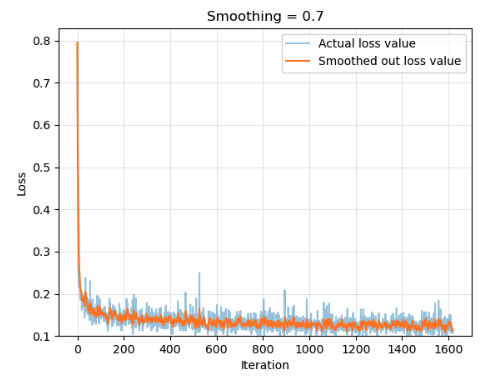 Smoothing = 0.7
Actual loss value
Smoothed out loss value
0.8
0.7
0.6
0.5
0.4
0.3
0.2
0.1
Loss
0 200 400 600 800 1000 1200 1400 1600
Iteration